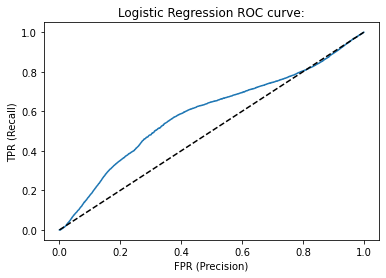 Logistic Regression ROC curve:
1.0
0.8
0.6
0.4
0.2
0.0
TPR (Recall)
0.0 0.2 0.4 0.6 0.8 1.0
FPR (Precision)